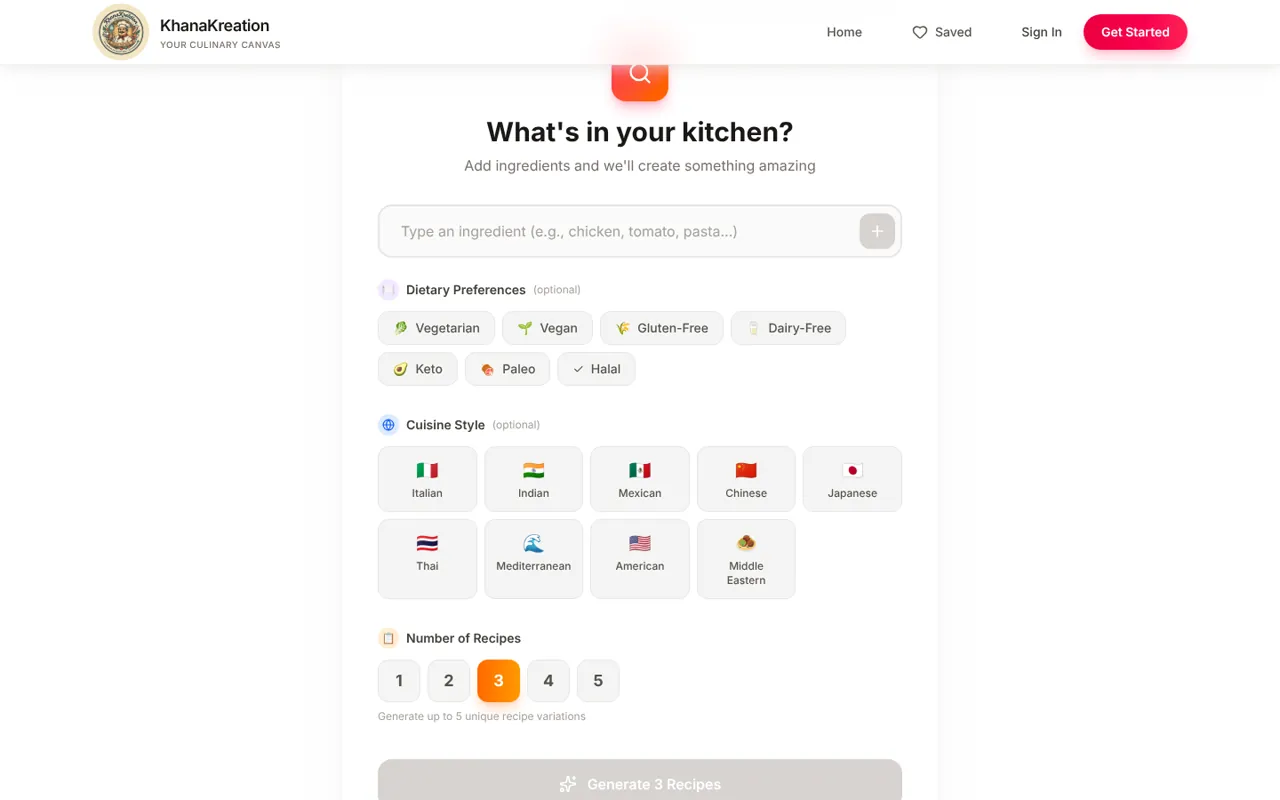 KhanaKreation
YOUR CULINARY CANVAS
Home
Saved
Sign In
Get Started
What's in your kitchen?
Add ingredients and we'll create something amazing
Type an ingredient (e.g., chicken, tomato, pasta...)
Dietary Preferences (optional)
Vegetarian
Vegan
Gluten-Free
Dairy-Free
Keto
Paleo
Halal
Cuisine Style (optional)
Italian
Indian
Mexican
Chinese
Japanese
Thai
Mediterranean
American
Middle
Eastern
Number of Recipes
1
2
3
4
5
Generate up to 5 unique recipe variations
Generate 3 Recipes